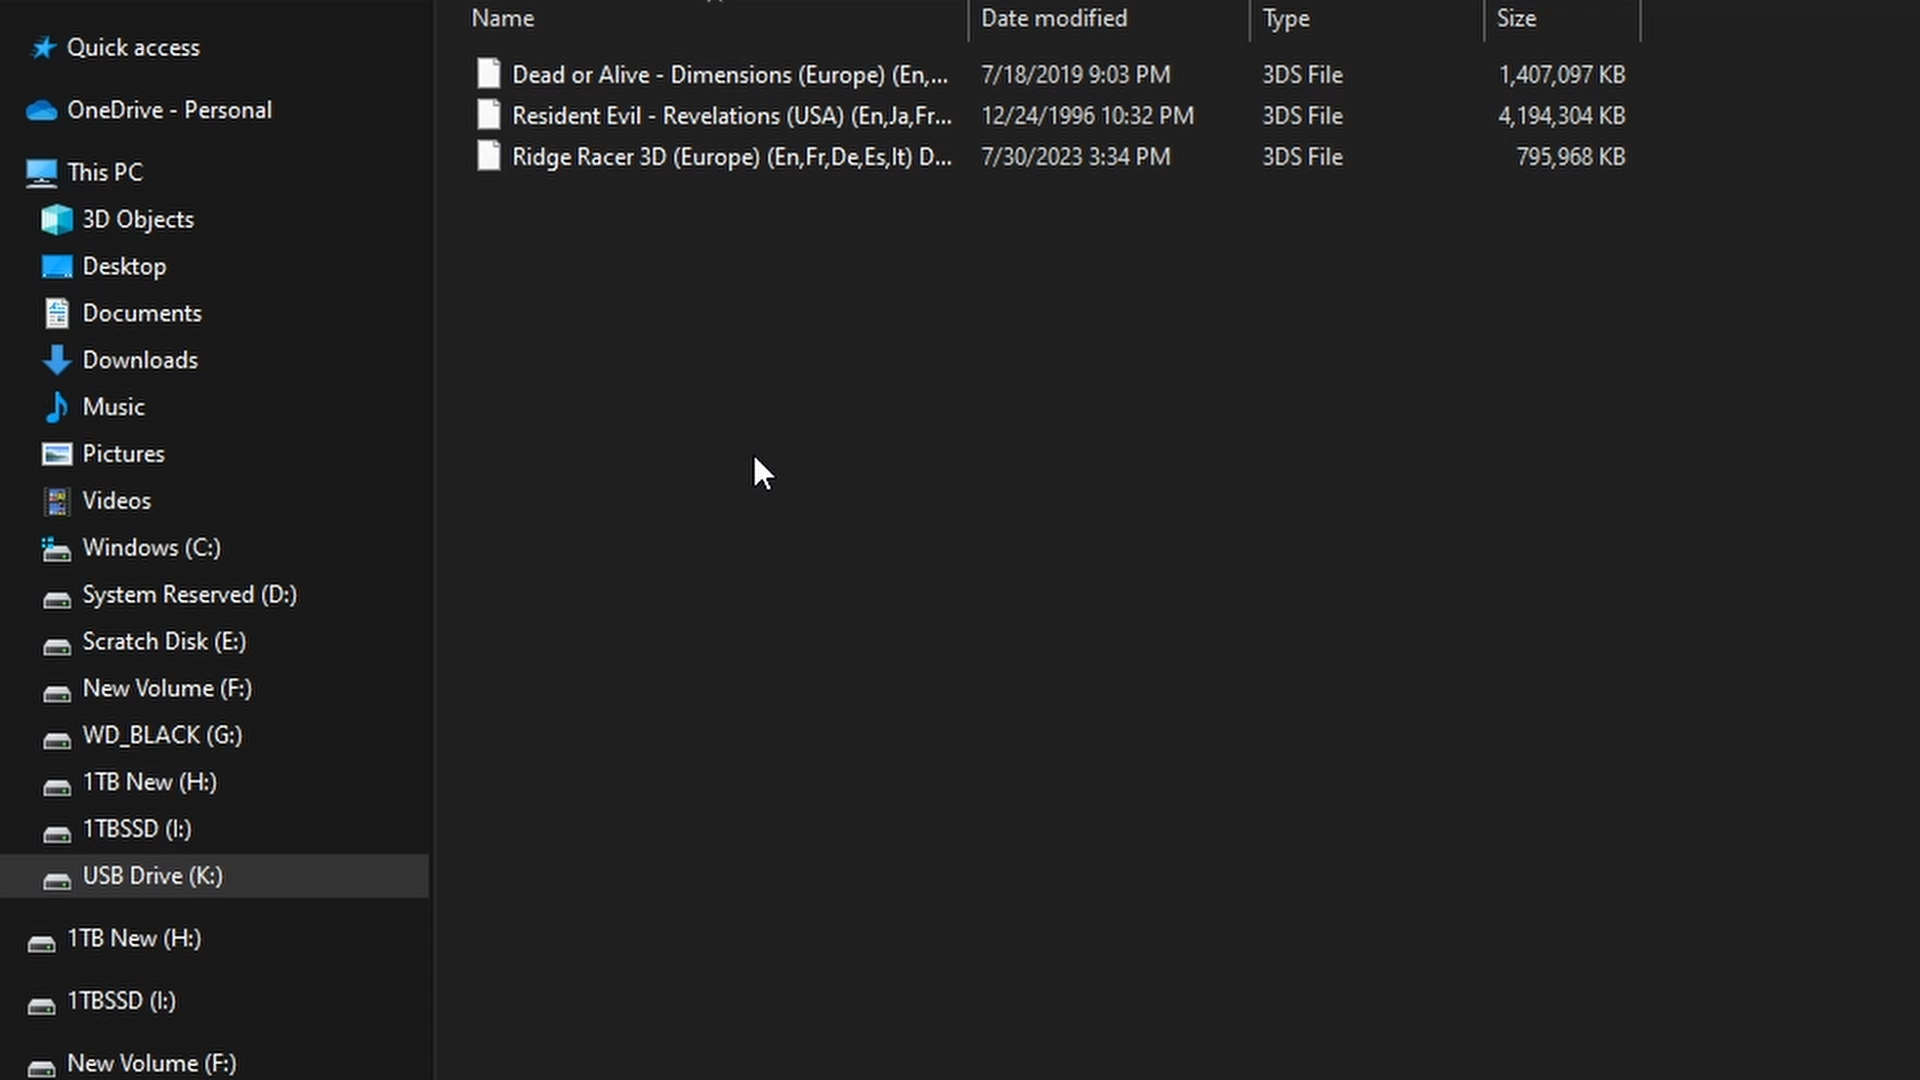 Name Date modified Type Size
Quick access
OneDrive - Personal
This PC
3D Objects
Desktop
Documents
Downloads
Music
Pictures
Videos
Windows (C:)
System Reserved (D:)
Scratch Disk (E:)
New Volume (F:)
WD_BLACK (G:)
1TB New (H:)
1TBSSD (I:)
USB Drive (K:)
1TB New (H:)
1TBSSD (I:)
New Volume (F:)
Dead or Alive - Dimensions (Europe) (En,... 7/18/2019 9:03 PM 3DS File 1,407,097 KB
Resident Evil - Revelations (USA) (En,Ja,Fr... 12/24/1996 10:32 PM 3DS File 4,194,304 KB
Ridge Racer 3D (Europe) (En,Fr,De,Es,It) D... 7/30/2023 3:34 PM 3DS File 795,968 KB